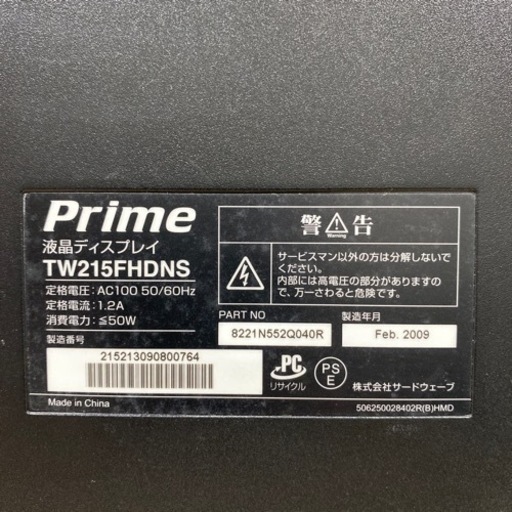 Prime
液晶ディスプレイ
TW215FHDNS
定格電圧：AC100 50/60Hz
定格電流：1.2A
消費電力：≦50W
製造番号
215213090800764
Made in China
警告
サービスマン以外の方は分解しないで
ください。
内部には高電圧の部分がありますの
で、万一さわると危険です。
PART NO
8221N552Q040R
製造年月
Feb. 2009
PC
リサイクル
PS
E
株式会社サードウェーブ
506250028402R(B)HMD